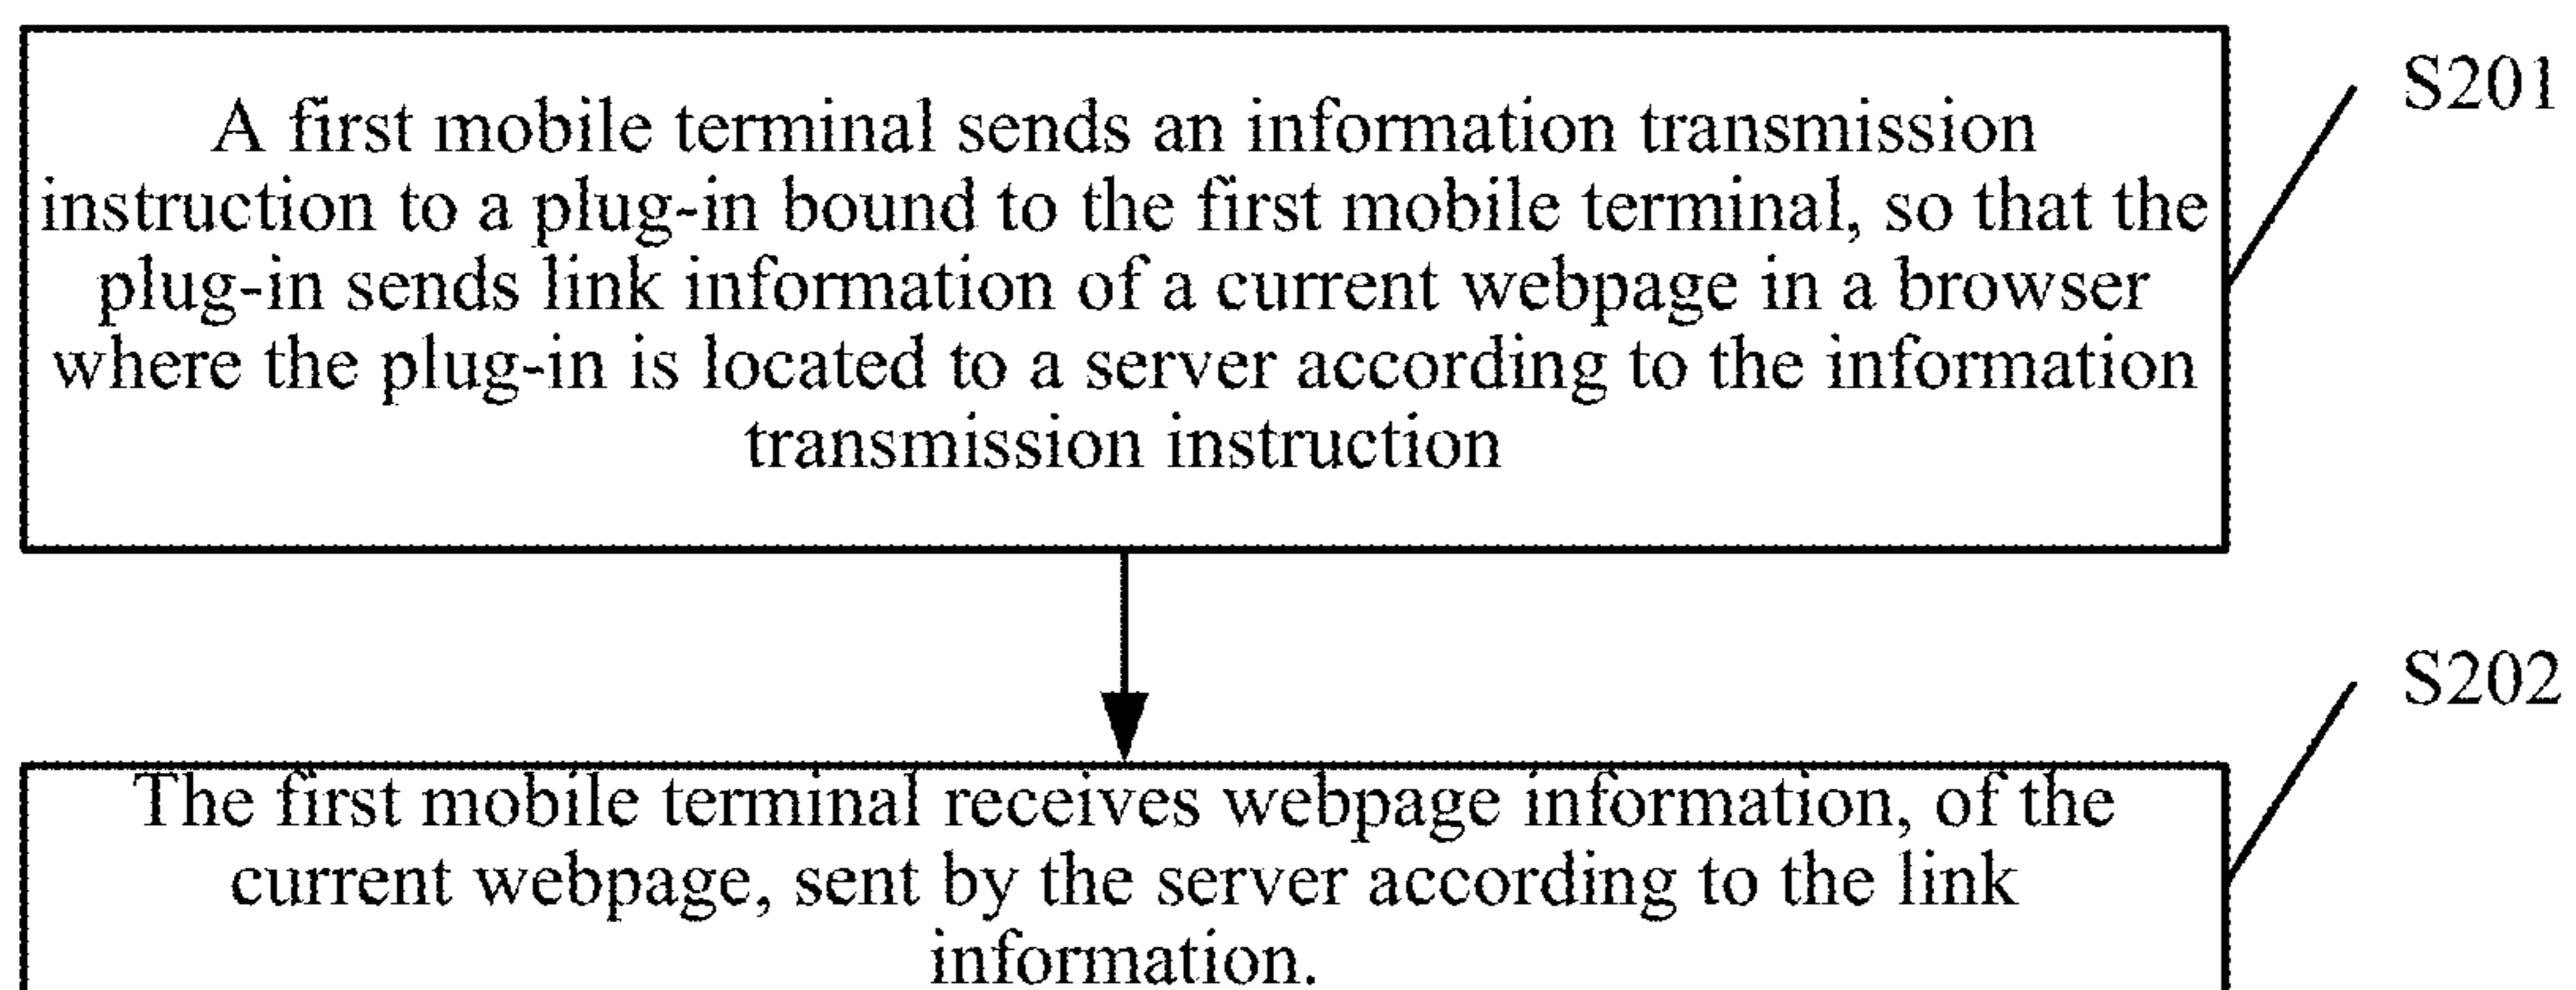 A first mobile terminal sends an information transmission
instruction to a plug-in bound to the first mobile terminal, so that the
plug-in sends link information of a current webpage in a browser
where the plug-in is located to a server according to the information
transmission instruction
S201
The first mobile terminal receives webpage information, of the
current webpage, sent by the server according to the link
information.
S202